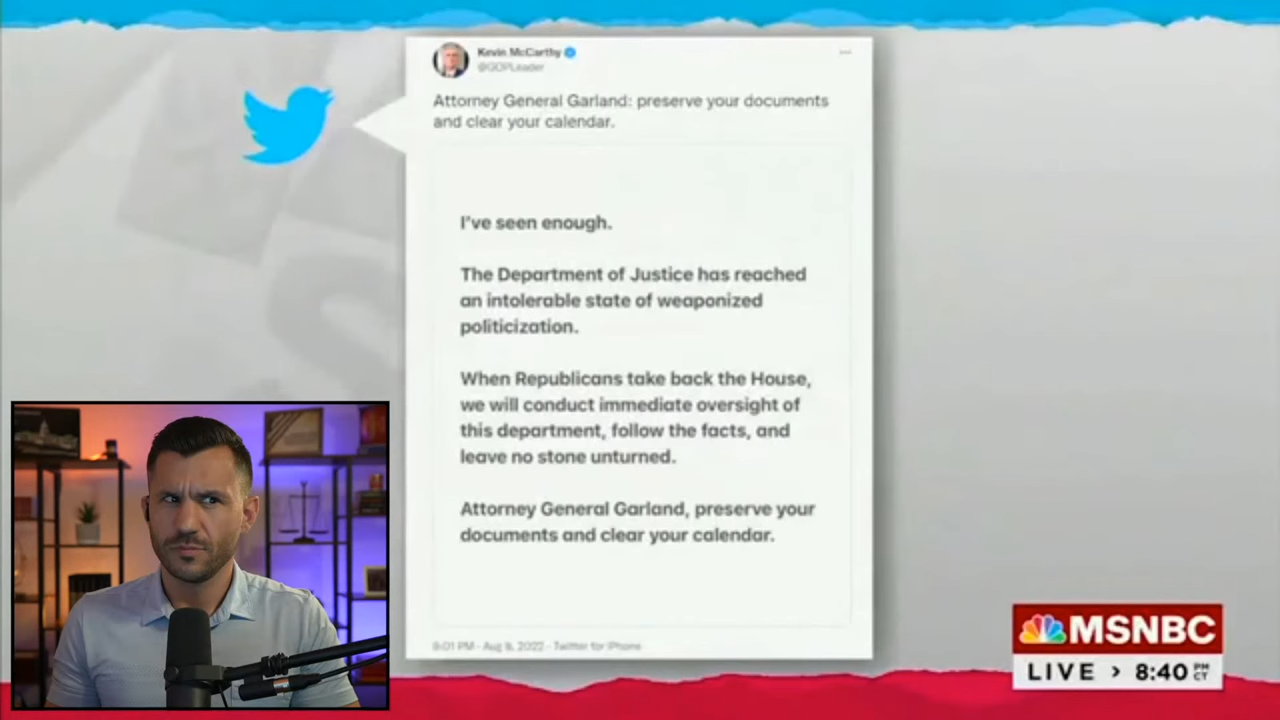 Kevin McCarthy
@GOPLeader
Attorney General Garland: preserve your documents
and clear your calendar.
I've seen enough.
The Department of Justice has reached
an intolerable state of weaponized
politicization.
When Republicans take back the House,
we will conduct immediate oversight of
this department, follow the facts, and
leave no stone unturned.
Attorney General Garland, preserve your
documents and clear your calendar.
9:01 PM · Aug 8, 2022 · Twitter for iPhone
MSNBC
LIVE > 8:40 PM CT